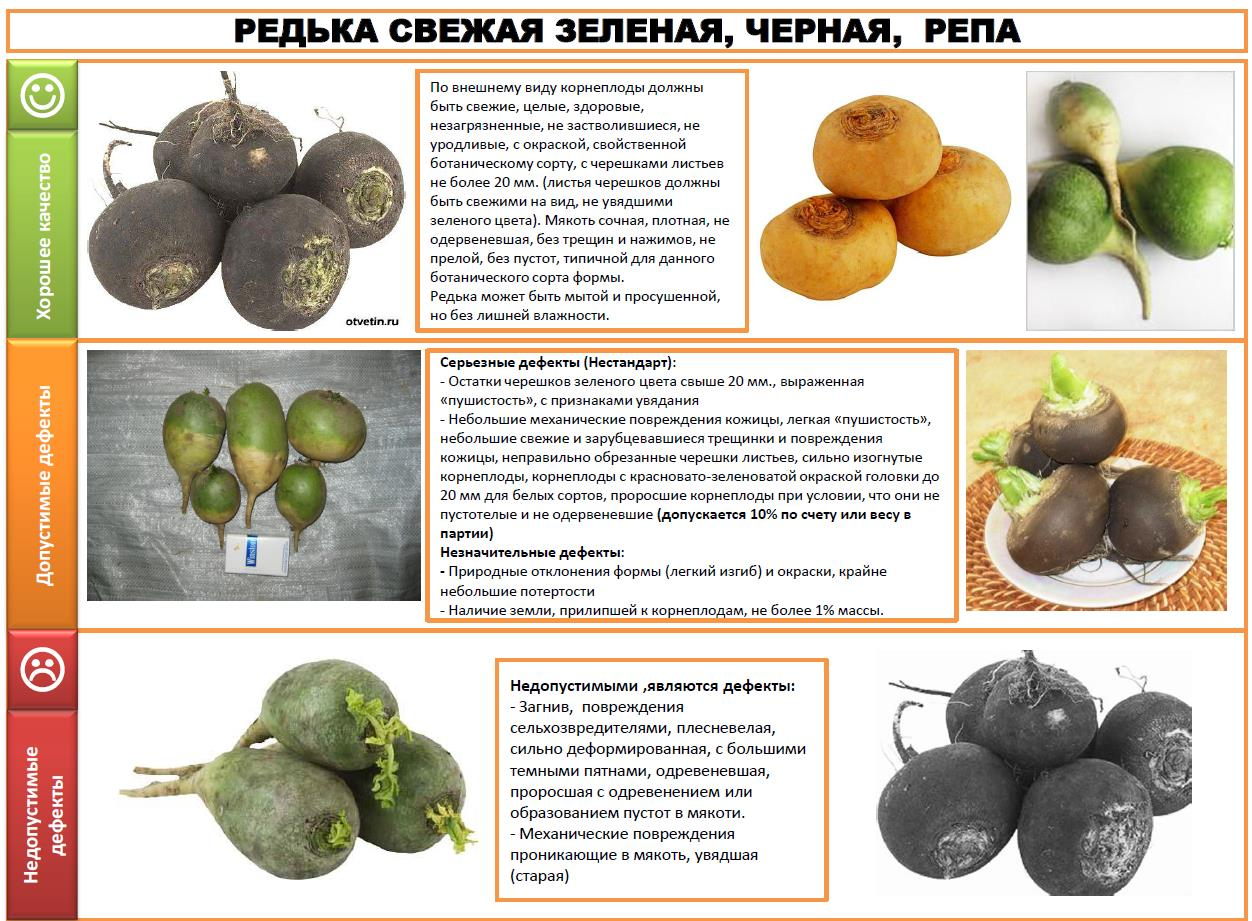 РЕДЬКА СВЕЖАЯ ЗЕЛЕНАЯ, ЧЕРНАЯ,  РЕПА
Хорошее качество
otvetin.ru
По внешнему виду корнеплоды должны
быть свежие, целые, здоровые,
незагрязненные, не застволившиеся, не
уродливые, с окраской, свойственной
ботаническому сорту, с черешками листьев
не более 20 мм. (листья черешков должны
быть свежими на вид, не увядшими
зеленого цвета). Мякоть сочная, плотная, не
одервеневшая, без трещин и нажимов, не
прелой, без пустот, типичной для данного
ботанического сорта формы.
Редька может быть мытой и просушенной,
но без лишней влажности.
Допустимые дефекты
Winston
Серьезные дефекты (Нестандарт):
- Остатки черешков зеленого цвета свыше 20 мм., выраженная
«пушистость», с признаками увядания
- Небольшие механические повреждения кожицы, легкая «пушистость»,
небольшие свежие и зарубцевавшиеся трещинки и повреждения
кожицы, неправильно обрезанные черешки листьев, сильно изогнутые
корнеплоды, корнеплоды с красновато-зеленоватой окраской головки до
20 мм для белых сортов, проросшие корнеплоды при условии, что они не
пустотелые и не одервеневшие (допускается 10% по счету или весу в
партии)
Незначительные дефекты:
- Природные отклонения формы (легкий изгиб) и окраски, крайне
небольшие потертости
- Наличие земли, прилипшей к корнеплодам, не более 1% массы.
Недопустимые
дефекты
Недопустимыми ,являются дефекты:
- Загнив,  повреждения
сельхозвредителями, плесневелая,
сильно деформированная, с большими
темными пятнами, одревеневшая,
проросшая с одревенением или
образованием пустот в мякоти.
- Механические повреждения
проникающие в мякоть, увядшая
(старая)